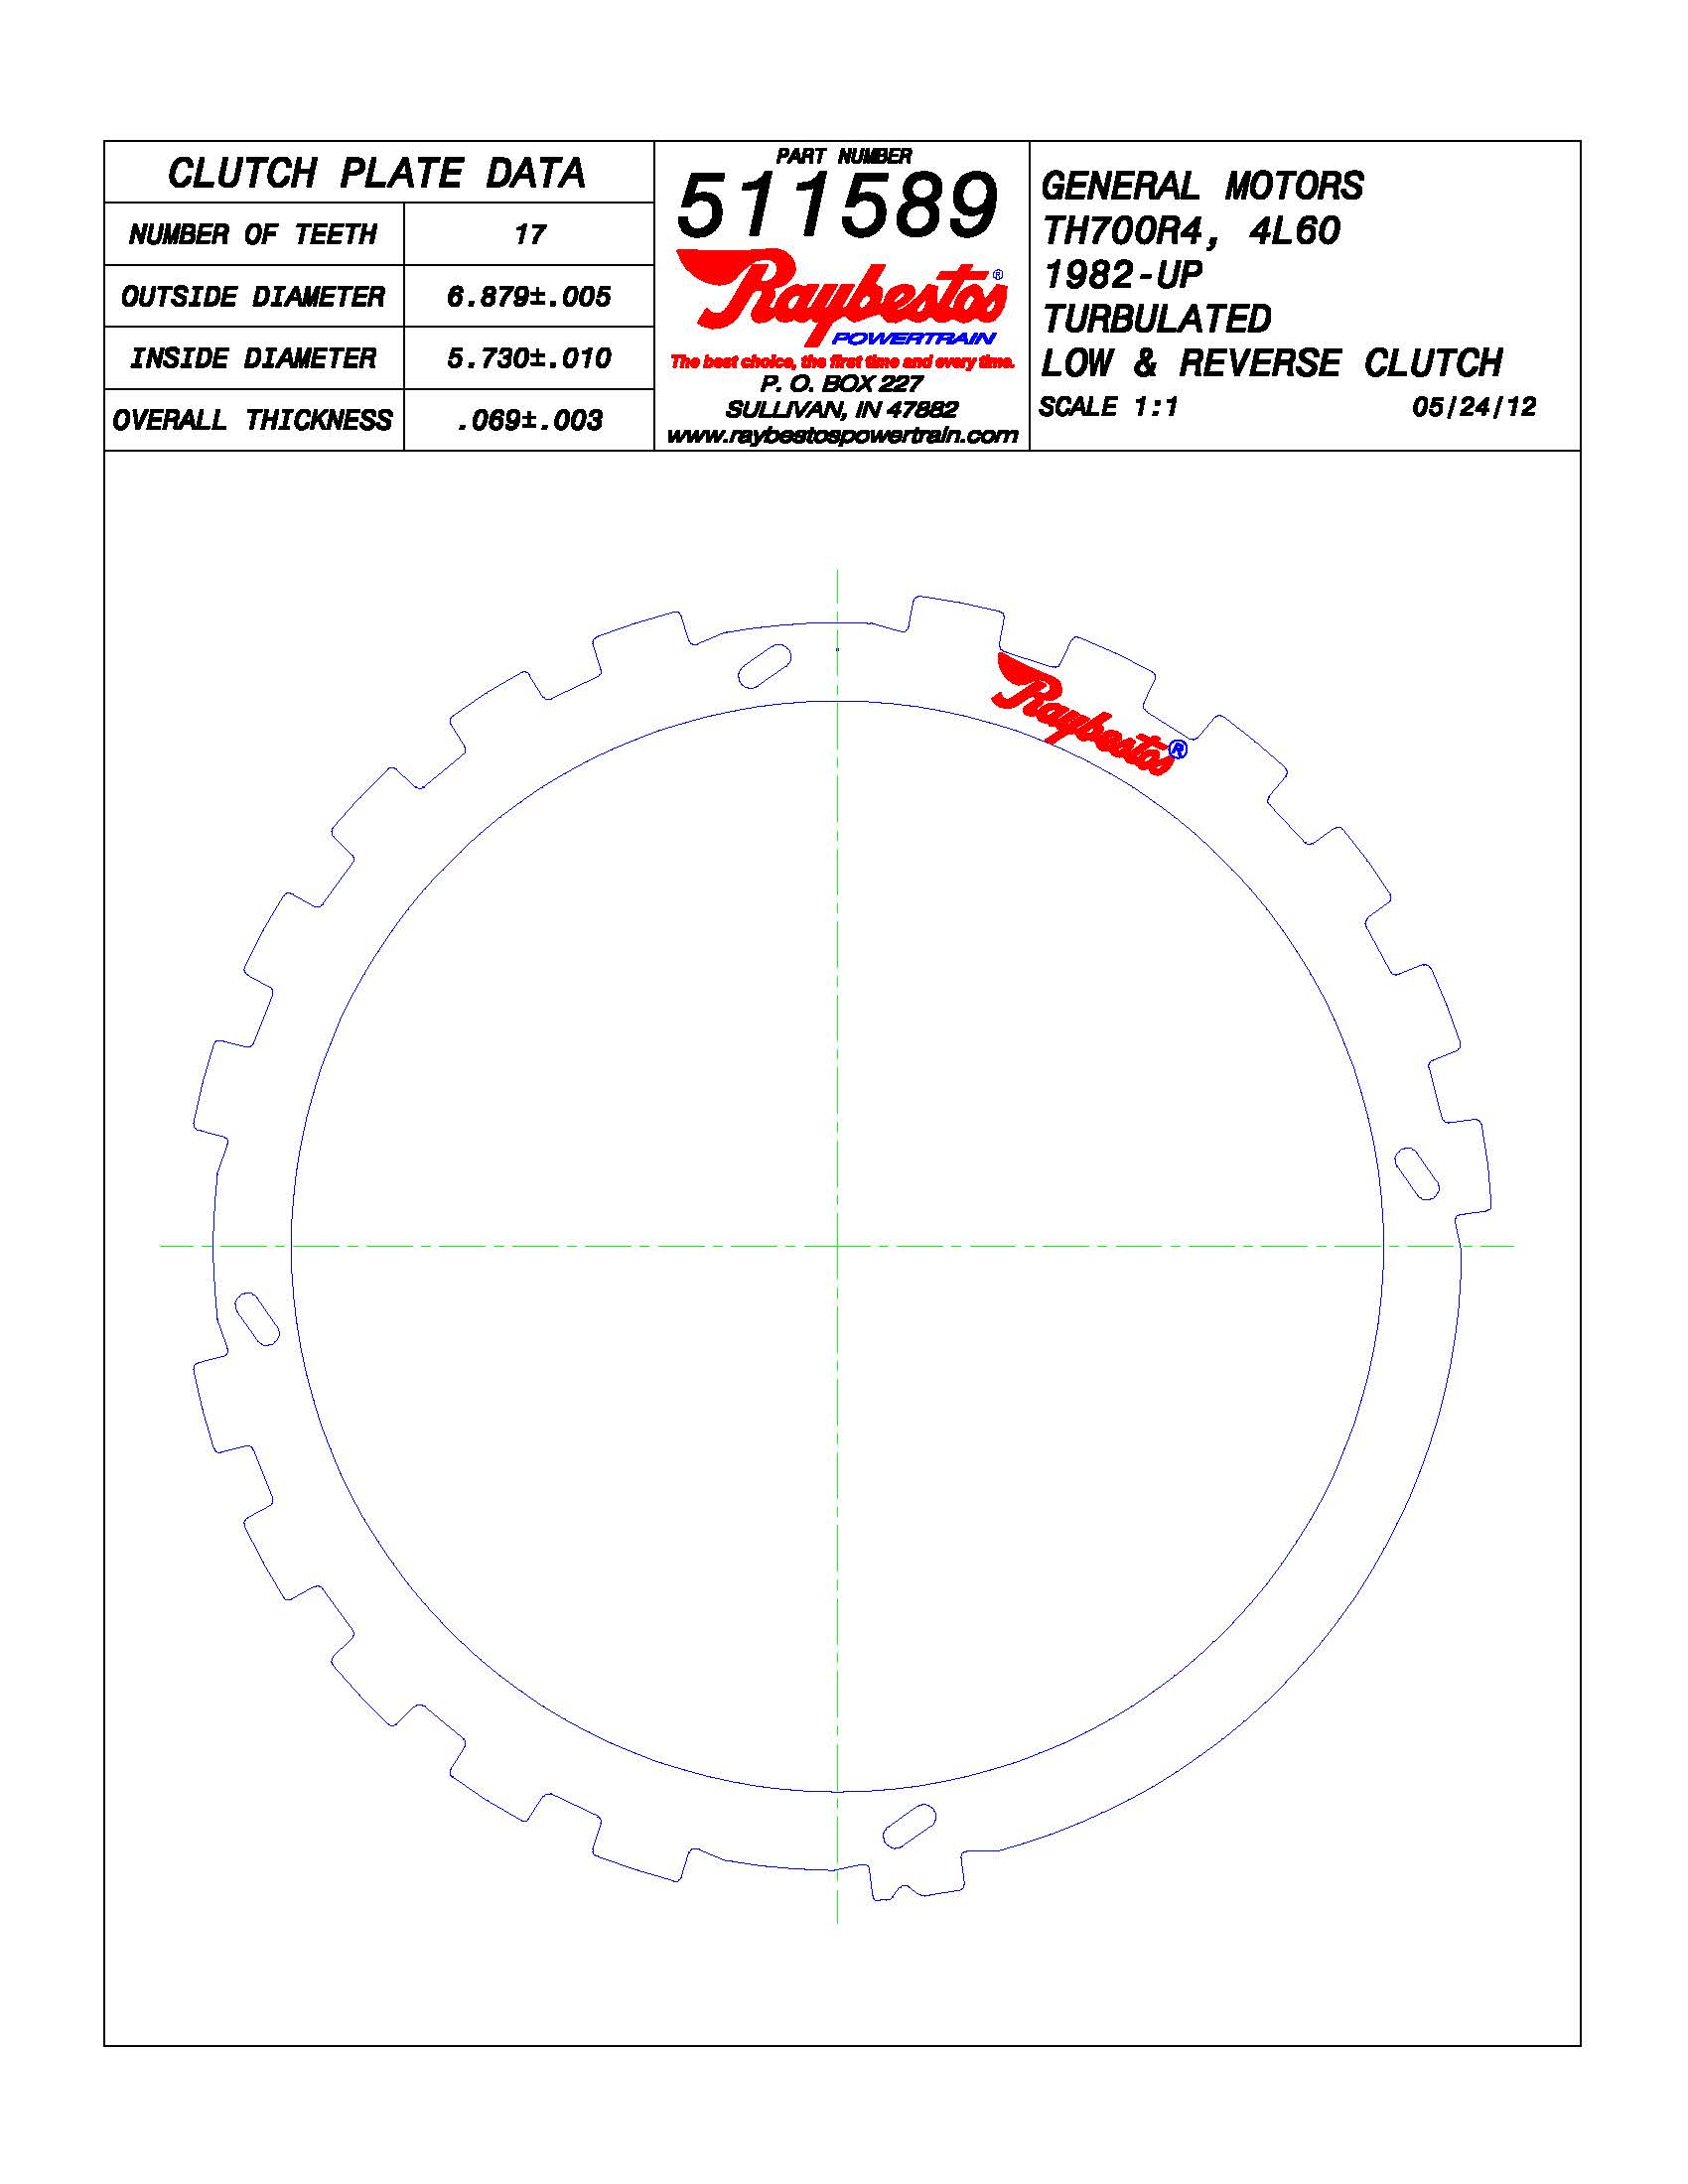 CLUTCH PLATE DATA
NUMBER OF TEETH 17
OUTSIDE DIAMETER 6.879±.005
INSIDE DIAMETER 5.730±.010
OVERALL THICKNESS .069±.003
PART NUMBER
511589
Raybestos®
POWERTRAIN
The best choice, the first time and every time.
P. O. BOX 227
SULLIVAN, IN 47882
www.raybestospowertrain.com
GENERAL MOTORS
TH700R4, 4L60
1982-UP
TURBULATED
LOW & REVERSE CLUTCH
SCALE 1:1 05/24/12
Raybestos®